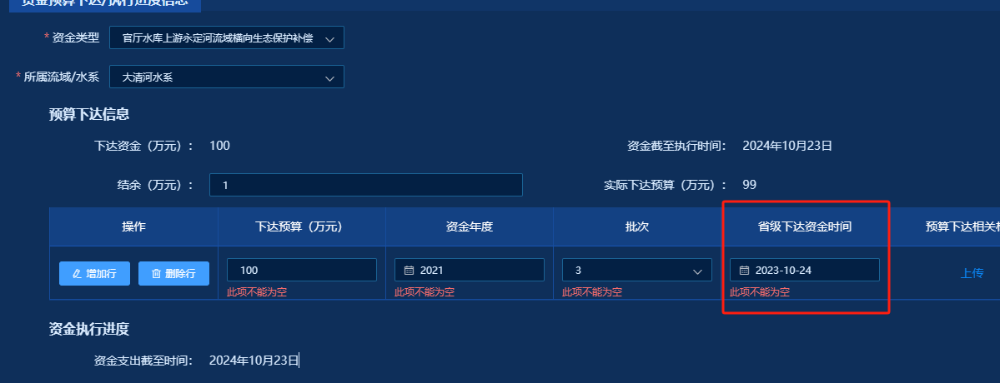 资金预算下达/执行进度信息
* 资金类型 官厅水库上游永定河流域横向生态保护补偿
* 所属流域/水系 大清河水系
预算下达信息
下达资金（万元）： 100 资金截至执行时间： 2024年10月23日
结余（万元）： 1 实际下达预算（万元）： 99
操作 下达预算（万元） 资金年度 批次 省级下达资金时间 预算下达相关
增加行 删除行 100 2021 3 2023-10-24 上传
此项不能为空 此项不能为空 此项不能为空 此项不能为空
资金执行进度
资金支出截至时间： 2024年10月23日